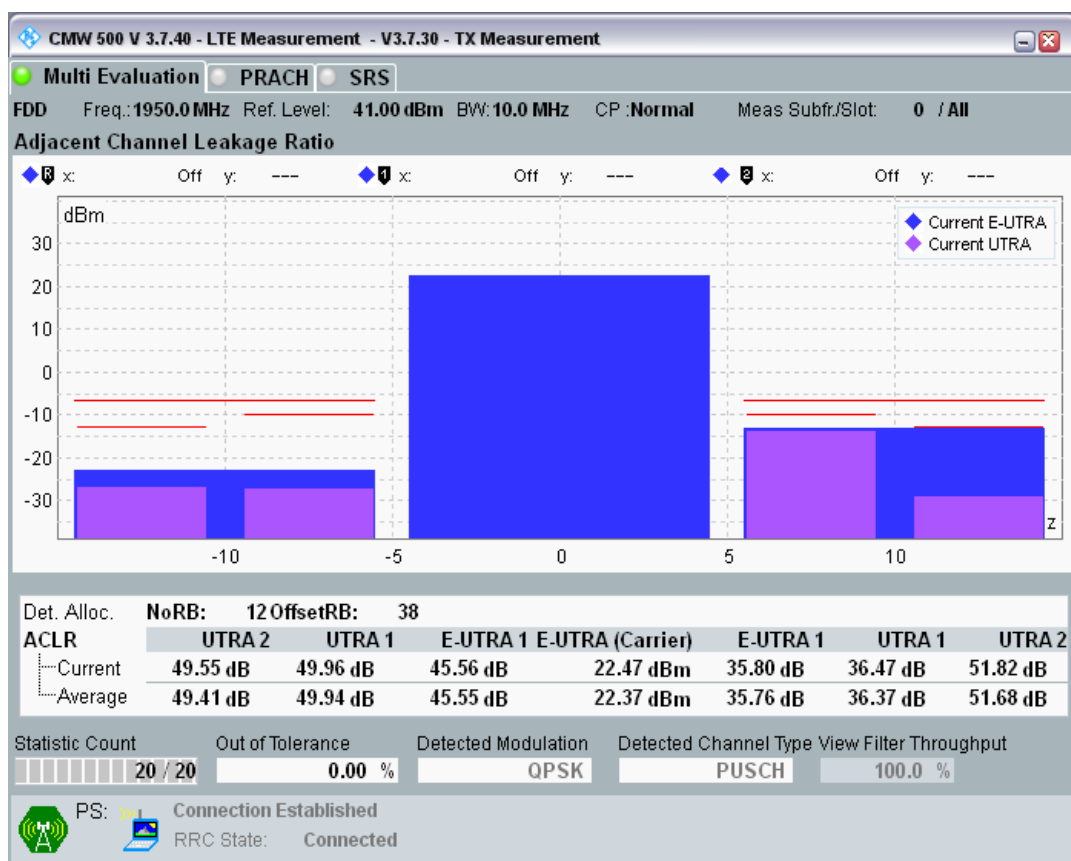 CMW 500 V 3.7.40 - LTE Measurement - V3.7.30 - TX Measurement
Multi Evaluation PRACH SRS
FDD Freq.: 1950.0 MHz Ref. Level: 41.00 dBm BW: 10.0 MHz CP :Normal Meas Subfr./Slot: 0 / All
Adjacent Channel Leakage Ratio
R x: Off y: --- 1 x: Off y: --- 2 x: Off y: ---
dBm
Current E-UTRA
Current UTRA
30
20
10
0
-10
-20
-30
z
-10 -5 0 5 10
Det. Alloc. NoRB: 12 OffsetRB: 38
ACLR UTRA 2 UTRA 1 E-UTRA 1 E-UTRA (Carrier) E-UTRA 1 UTRA 1 UTRA 2
Current 49.55 dB 49.96 dB 45.56 dB 22.47 dBm 35.80 dB 36.47 dB 51.82 dB
Average 49.41 dB 49.94 dB 45.55 dB 22.37 dBm 35.76 dB 36.37 dB 51.68 dB
Statistic Count Out of Tolerance Detected Modulation Detected Channel Type View Filter Throughput
20 / 20 0.00 % QPSK PUSCH 100.0 %
PS: Connection Established
RRC State: Connected